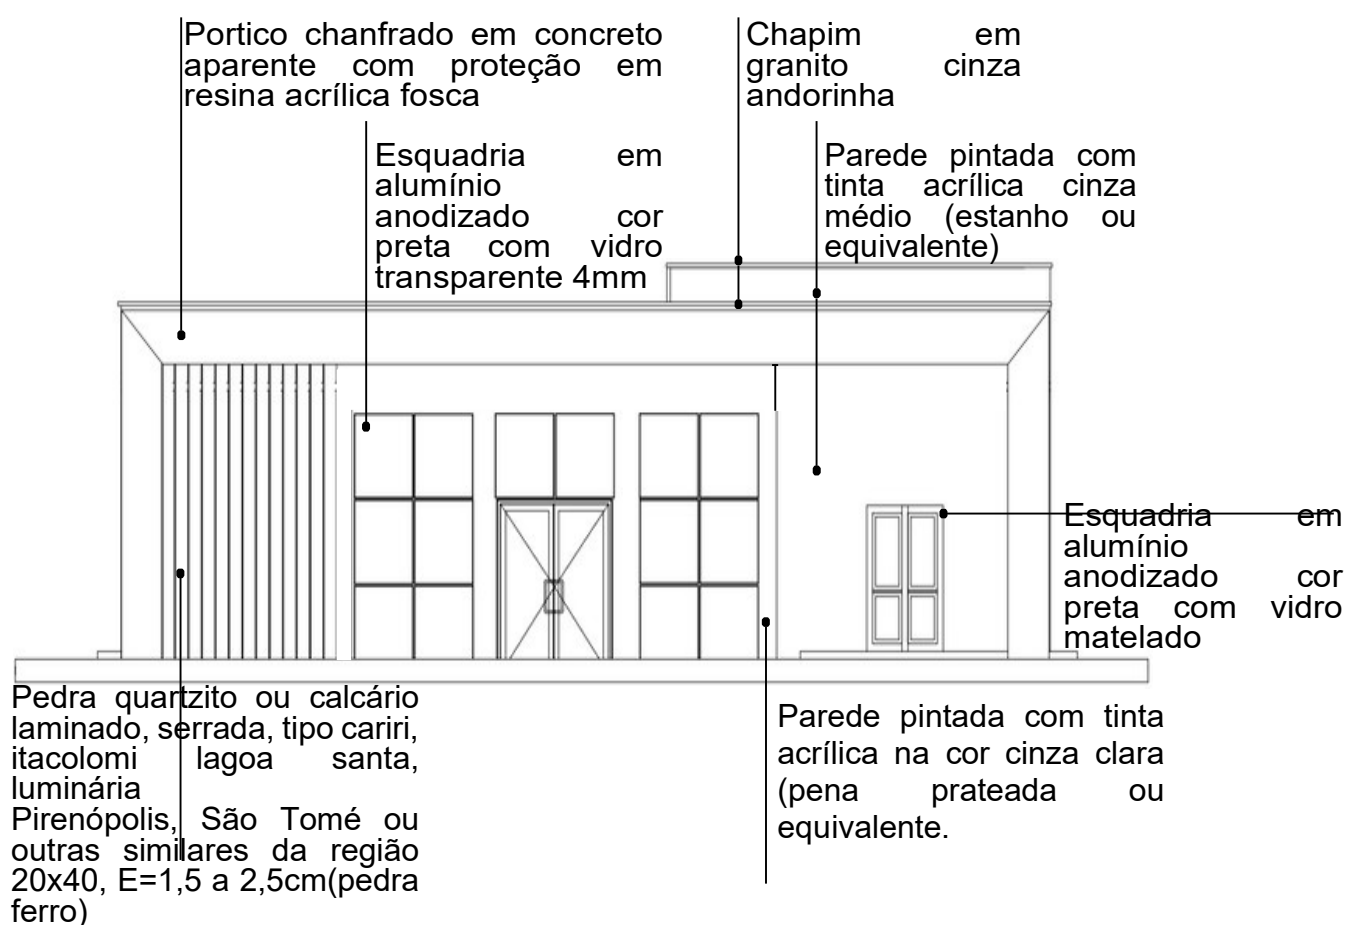 Portico chanfrado em concreto
aparente com proteção em
resina acrílica fosca
Chapim em
granito cinza
andorinha
Esquadria em
alumínio
anodizado cor
preta com vidro
transparente 4mm
Parede pintada com
tinta acrílica cinza
médio (estanho ou
equivalente)
Esquadria em
alumínio
anodizado cor
preta com vidro
matelado
Pedra quartzito ou calcário
laminado, serrada, tipo cariri,
itacolomi lagoa santa,
luminária
Pirenópolis, São Tomé ou
outras similares da região
20x40, E=1,5 a 2,5cm(pedra
ferro)
Parede pintada com tinta
acrílica na cor cinza clara
(pena prateada ou
equivalente.